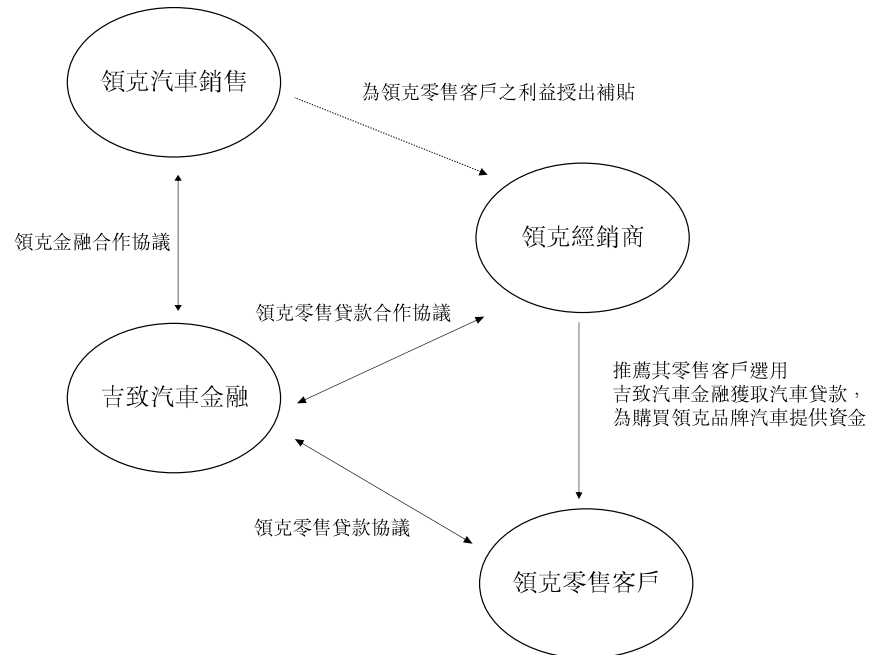 領克汽車銷售
為領克零售客戶之利益授出補貼
領克經銷商
領克金融合作協議
領克零售貸款合作協議
吉致汽車金融
推薦其零售客戶選用
吉致汽車金融獲取汽車貸款，
為購買領克品牌汽車提供資金
領克零售貸款協議
領克零售客戶